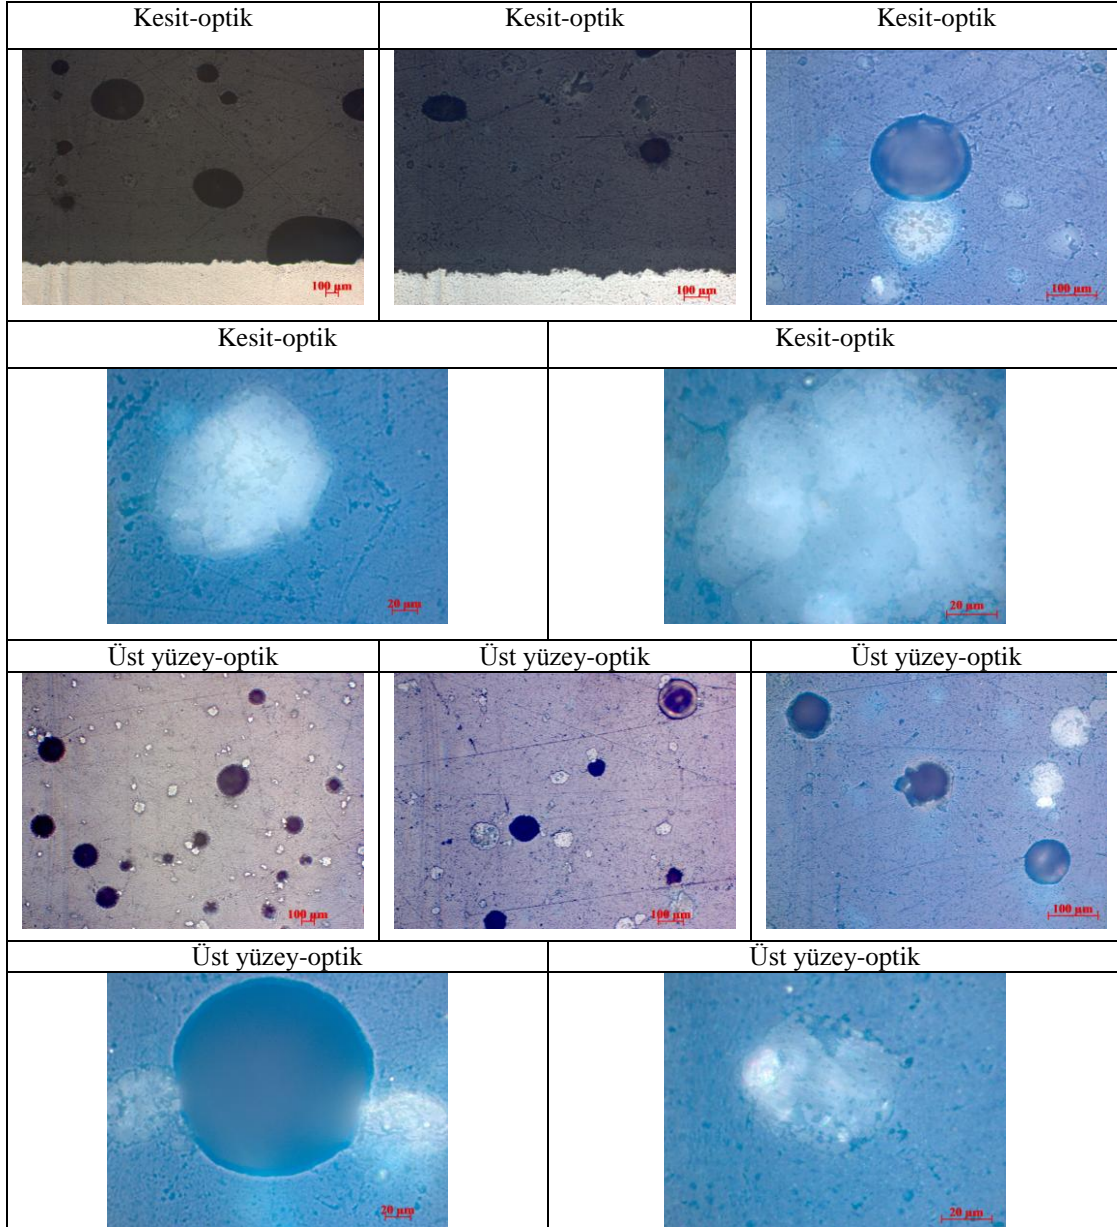 Kesit-optik Kesit-optik Kesit-optik
100 µm 100 µm 100 µm
Kesit-optik Kesit-optik
20 µm 20 µm
Üst yüzey-optik Üst yüzey-optik Üst yüzey-optik
100 µm 100 µm 100 µm
Üst yüzey-optik Üst yüzey-optik
20 µm 20 µm